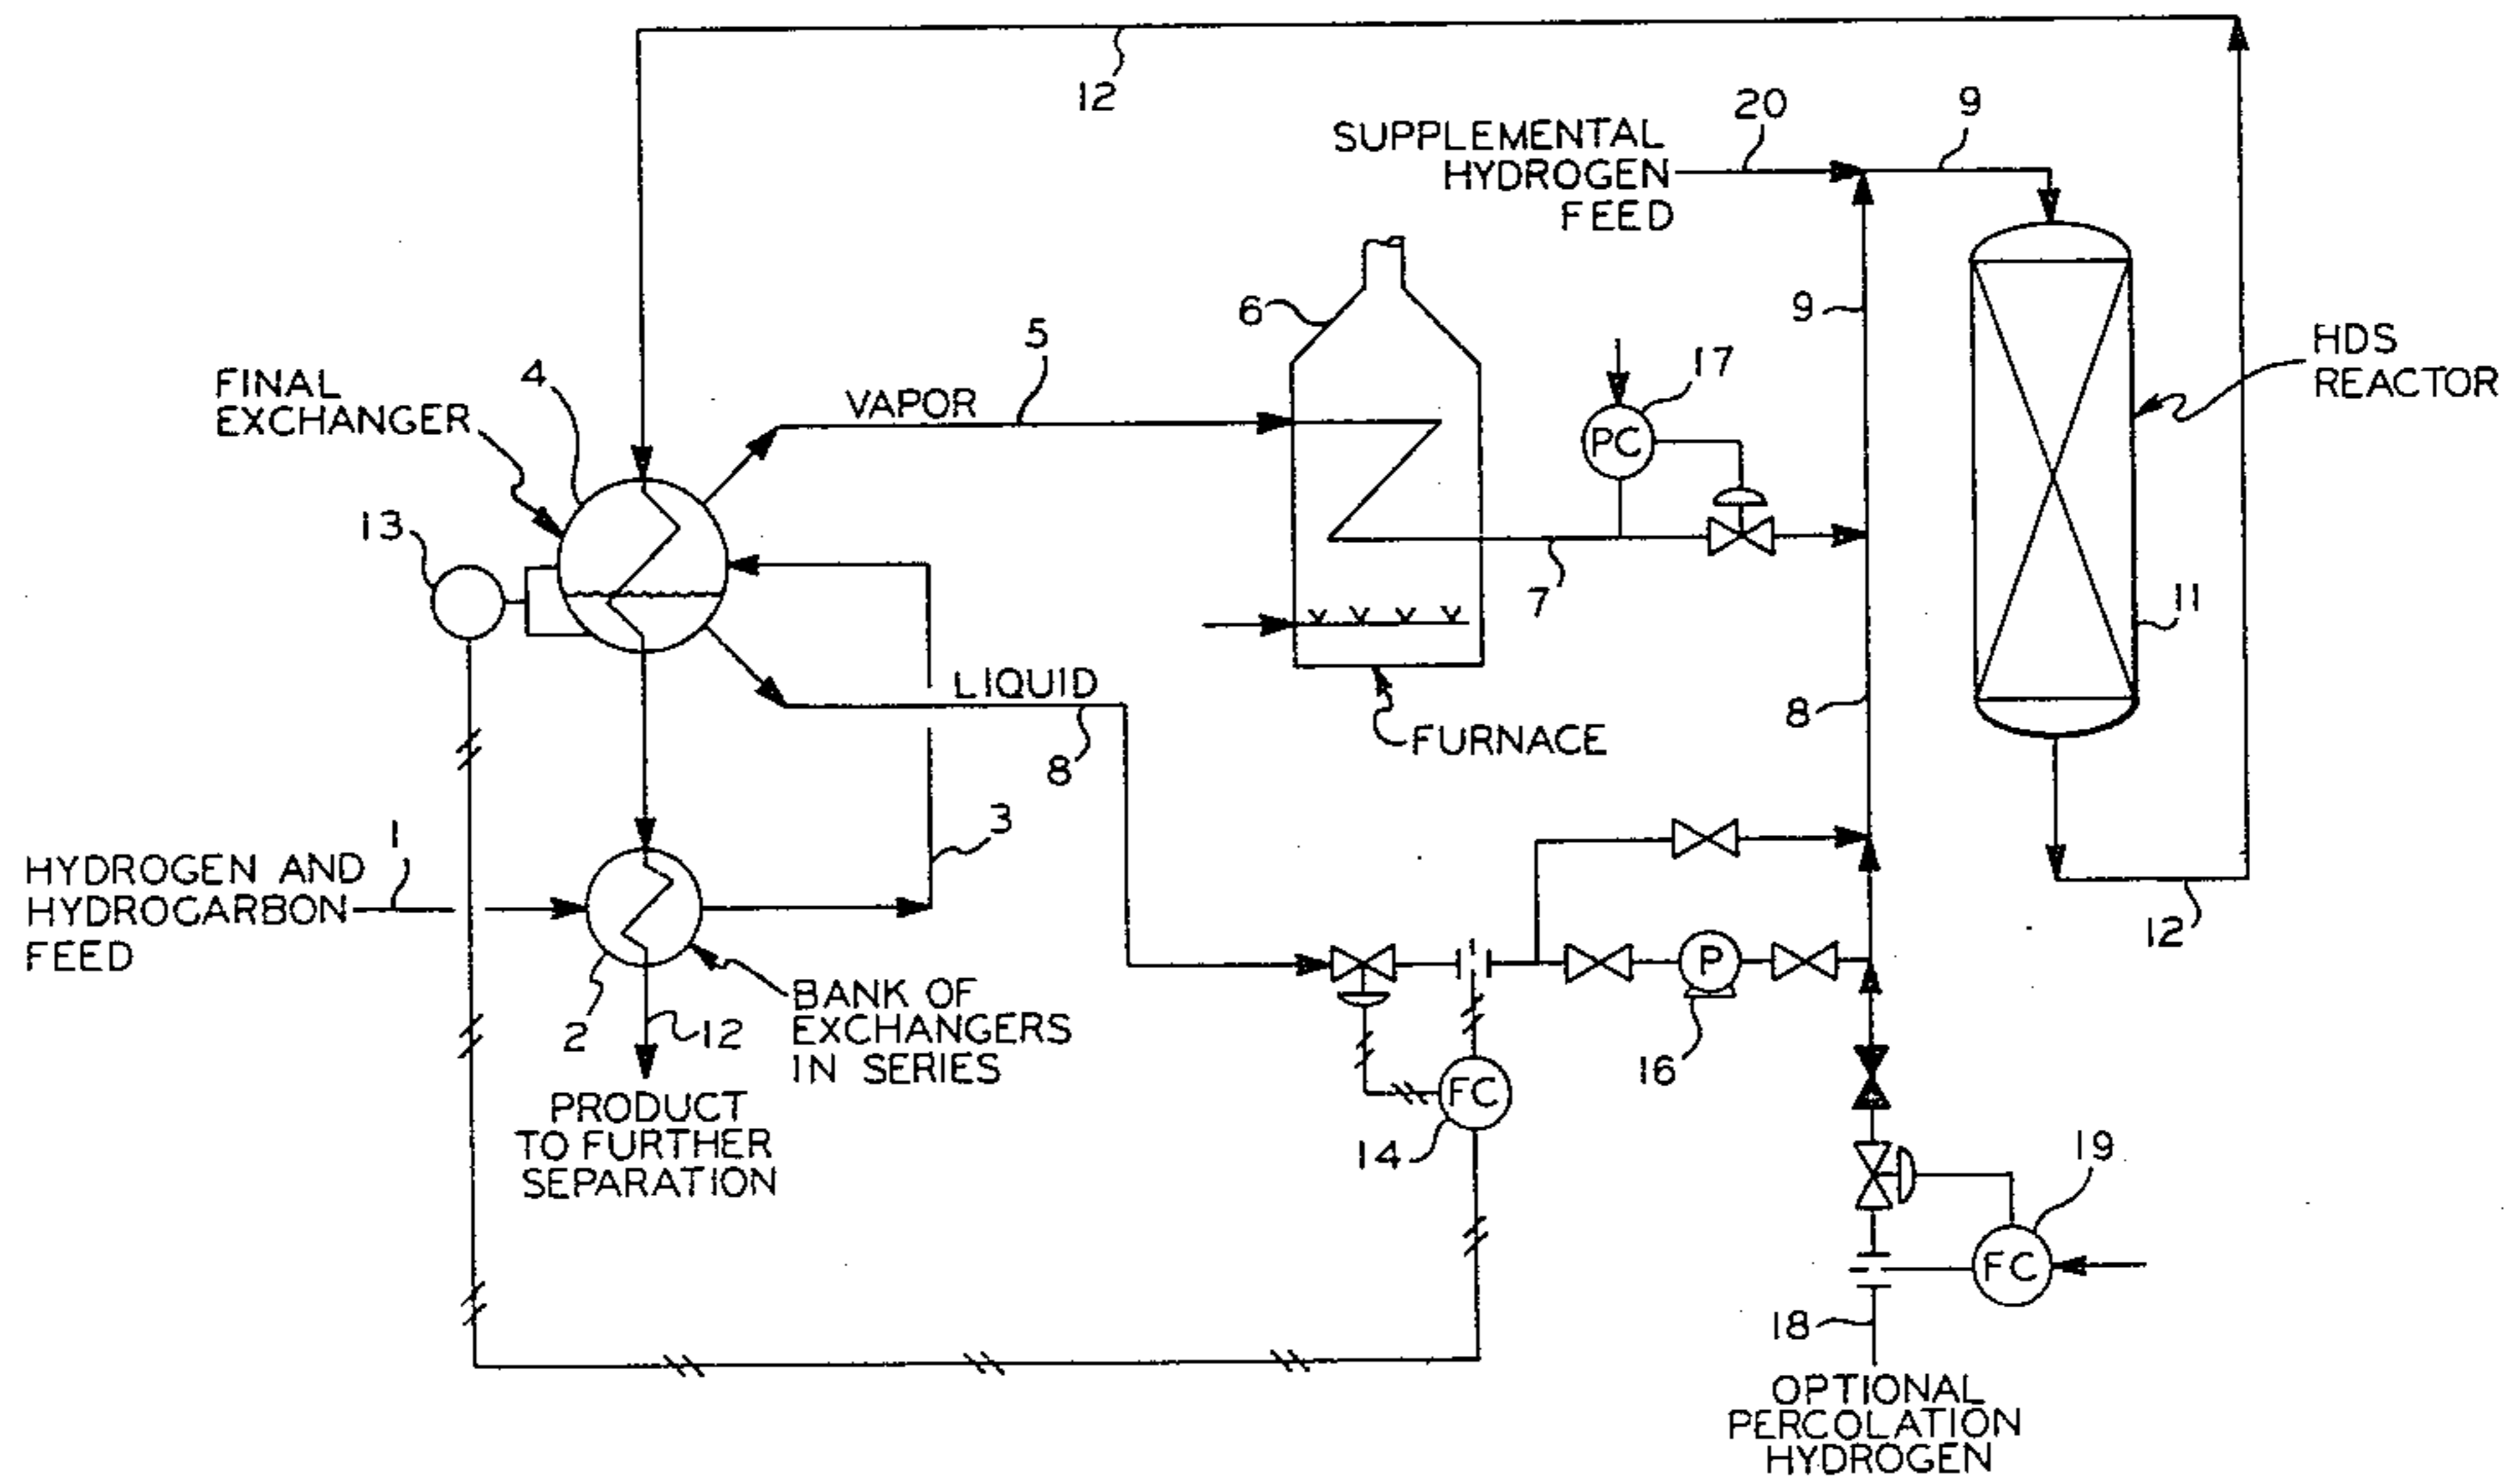 12
20
9
SUPPLEMENTAL
HYDROGEN
FEED
6
9
HDS
REACTOR
5
17
4
FINAL
EXCHANGER
VAPOR
PC
13
7
11
LIQUID
8
FURNACE
8
3
1
HYDROGEN AND
HYDROCARBON
FEED
12
P
2
12
BANK OF
EXCHANGERS
IN SERIES
16
FC
14
PRODUCT
TO FURTHER
SEPARATION
19
FC
18
OPTIONAL
PERCOLATION
HYDROGEN